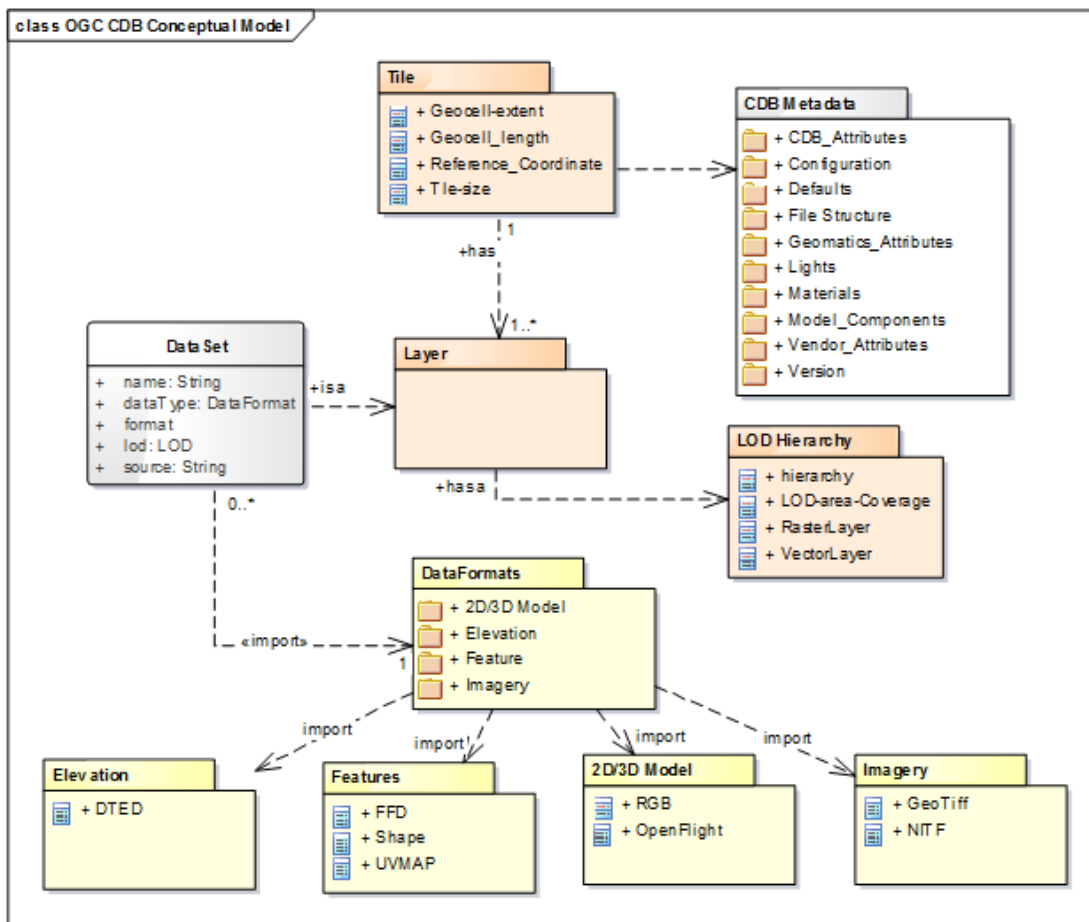 class OGC CDB Conceptual Model
Tile
+ Geocell-extent
+ Geocell_length
+ Reference_Coordinate
+ Tle-size
CDB Metadata
+ CDB_Attributes
+ Configuration
+ Defaults
+ File Structure
+ Geomatics_Attributes
+ Lights
+ Materials
+ Model_Components
+ Vendor_Attributes
+ Version
1
+has
1..*
DataSet
+ name: String
+ dataType: DataFormat
+ format
+ lod: LOD
+ source: String
+isa
Layer
+hasa
LOD Hierarchy
+ hierarchy
+ LOD-area-Coverage
+ RasterLayer
+ VectorLayer
0..*
«import»
1
DataFormats
+ 2D/3D Model
+ Elevation
+ Feature
+ Imagery
import
import
import
import
Elevation
+ DTED
Features
+ FFD
+ Shape
+ UVMAP
2D/3D Model
+ RGB
+ OpenFlight
Imagery
+ GeoTiff
+ NITF